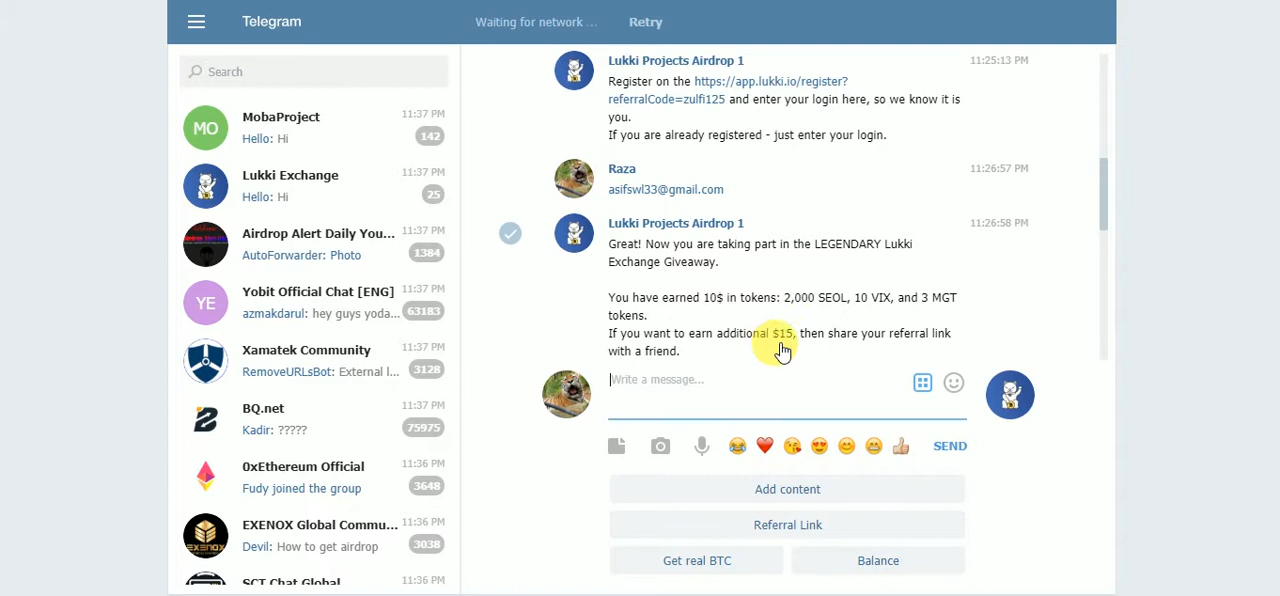 Telegram
Waiting for network ...
Retry
Search
MO
MobaProject
11:37 PM
Hello: Hi
142
Lukki Exchange
11:37 PM
Hello: Hi
25
Airdrop Alert Daily You...
11:37 PM
AutoForwarder: Photo
1384
YE
Yobit Official Chat [ENG]
11:37 PM
azmakdarul: hey guys yoda...
63183
Xamatek Community
11:37 PM
RemoveURLsBot: External l...
3128
BQ.net
11:37 PM
Kadir: ?????
75975
0xEthereum Official
11:36 PM
Fudy joined the group
3648
EXENOX Global Commu...
11:36 PM
Devil: How to get airdrop
3038
SCT Chat Global
11:36 PM
Lukki Projects Airdrop 1
11:25:13 PM
Register on the https://app.lukki.io/register?
referralCode=zulfi125 and enter your login here, so we know it is
you.
If you are already registered - just enter your login.
Raza
11:26:57 PM
asifswl33@gmail.com
Lukki Projects Airdrop 1
11:26:58 PM
Great! Now you are taking part in the LEGENDARY Lukki
Exchange Giveaway.
You have earned 10$ in tokens: 2,000 SEOL, 10 VIX, and 3 MGT
tokens.
If you want to earn additional $15, then share your referral link
with a friend.
Write a message...
SEND
Add content
Referral Link
Get real BTC
Balance